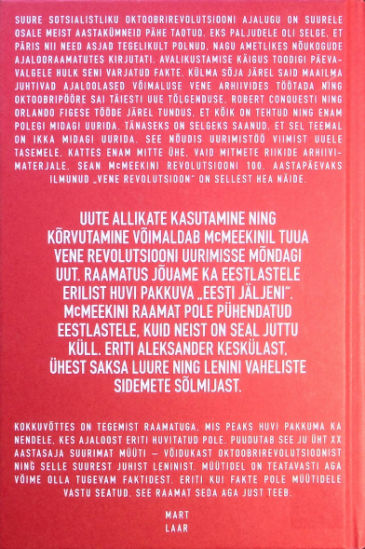 SUURE SOTSIALISTLIKU OKTOOBRIREVOLUTSIOONI AJALUGU ON SUURELE
OSALE MEIST AASTAKÜMNEID PÄHE TAOTUD. EKS PALJUDELE OLI SELGE, ET
PÄRIS NII NEED ASJAD TEGELIKULT POLNUD, NAGU AMETLIKES NÕUKOGUDE
AJALOORAAMATUTES KIRJUTATI. AVALIKUSTAMISE KÄIGUS TOODIGI PÄEVA-
VALGELE HULK SENI VARJATUD FAKTE. KÜLMA SÕJA JÄREL SAID MAAILMA
JUHTIVAD AJALOOLASED VÕIMALUSE VENE ARHIIVIDES TÖÖTADA NING
OKTOOBRIPÖÖRE SAI TÄIESTI UUE TÕLGENDUSE. ROBERT CONQUESTI NING
ORLANDO FIGESE TÖÖDE JÄREL TUNDUS, ET KÕIK ON TEHTUD NING ENAM
POLEGI MIDAGI UURIDA. TÄNASEKS ON SELGEKS SAANUD, ET SEL TEEMAL
ON IKKA MIDAGI UURIDA. SEE NÕUDIS UURIMISTÖÖ VIIMIST UUELE
TASEMELE, KATTES ENAM MITTE ÜHE, VAID MITMETE RIIKIDE ARHIIVI-
MATERJALE. SEAN McMEEKINI REVOLUTSIOONI 100. AASTAPÄEVAKS
ILMUNUD „VENE REVOLUTSIOON" ON SELLEST HEA NÄIDE.
UUTE ALLIKATE KASUTAMINE NING
KÕRVUTAMINE VÕIMALDAB McMEEKINIL TUUA
VENE REVOLUTSIOONI UURIMISSE MÕNDAGI
UUT. RAAMATUS JÕUAME KA EESTLASTELE
ERILIST HUVI PAKKUVA „EESTI JÄLJENI".
McMEEKINI RAAMAT POLE PÜHENDATUD
EESTLASTELE, KUID NEIST ON SEAL JUTTU
KÜLL. ERITI ALEKSANDER KESKÜLAST,
ÜHEST SAKSA LUURE NING LENINI VAHELISTE
SIDEMETE SÕLMIJAST.
KOKKUVÕTTES ON TEGEMIST RAAMATUGA, MIS PEAKS HUVI PAKKUMA KA
NENDELE, KES AJALOOST ERITI HUVITATUD POLE. PUUDUTAB SEE JU ÜHT XX
AASTASAJA SUURIMAT MÜÜTI – VÕIDUKAST OKTOOBRIREVOLUTSIOONIST
NING SELLE SUUREST JUHIST LENINIST. MÜÜTIDEL ON TEATAVASTI AGA
VÕIME OLLA TUGEVAM FAKTIDEST. ERITI KUI FAKTE POLE MÜÜTIDELE
VASTU SEATUD. SEE RAAMAT SEDA AGA JUST TEEB.
MART
LAAR